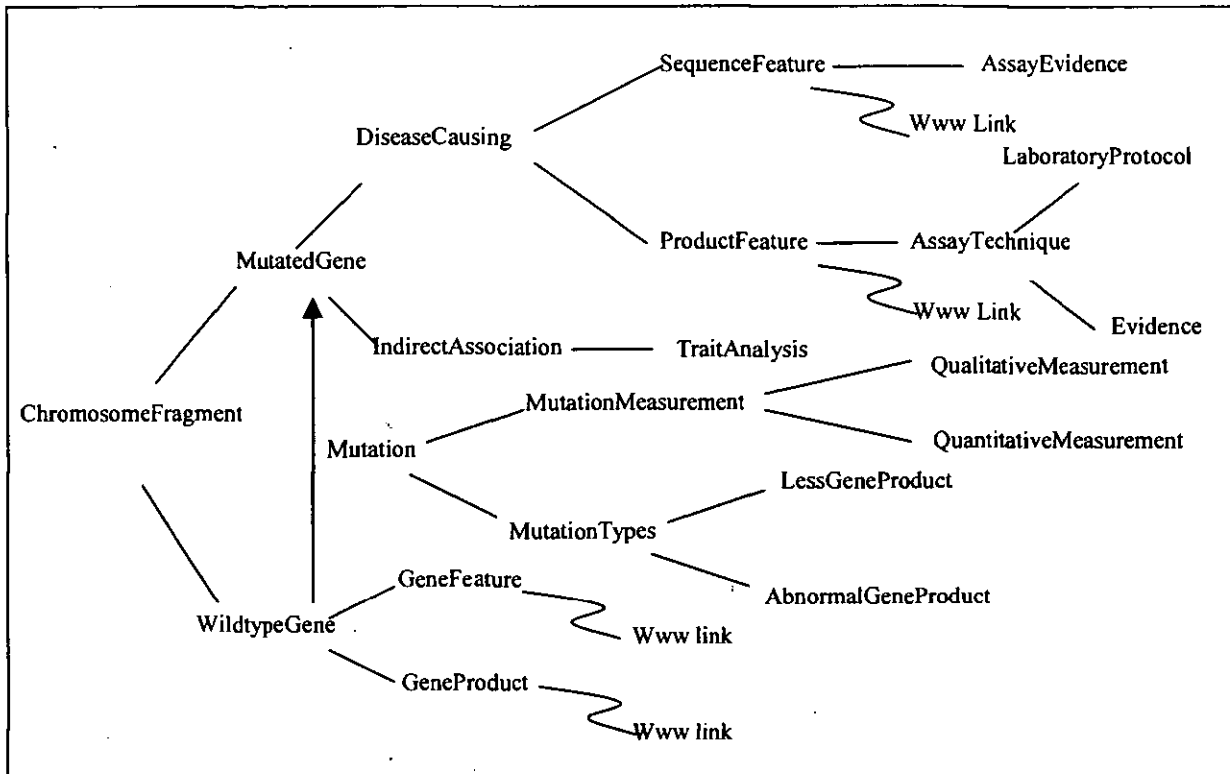 SequenceFeature
AssayEvidence
Www Link
DiseaseCausing
LaboratoryProtocol
ProductFeature
AssayTechnique
MutatedGene
Www Link
Evidence
IndirectAssociation
TraitAnalysis
QualitativeMeasurement
ChromosomeFragment
MutationMeasurement
Mutation
QuantitativeMeasurement
LessGeneProduct
MutationTypes
GeneFeature
AbnormalGeneProduct
WildtypeGene
Www link
GeneProduct
Www link